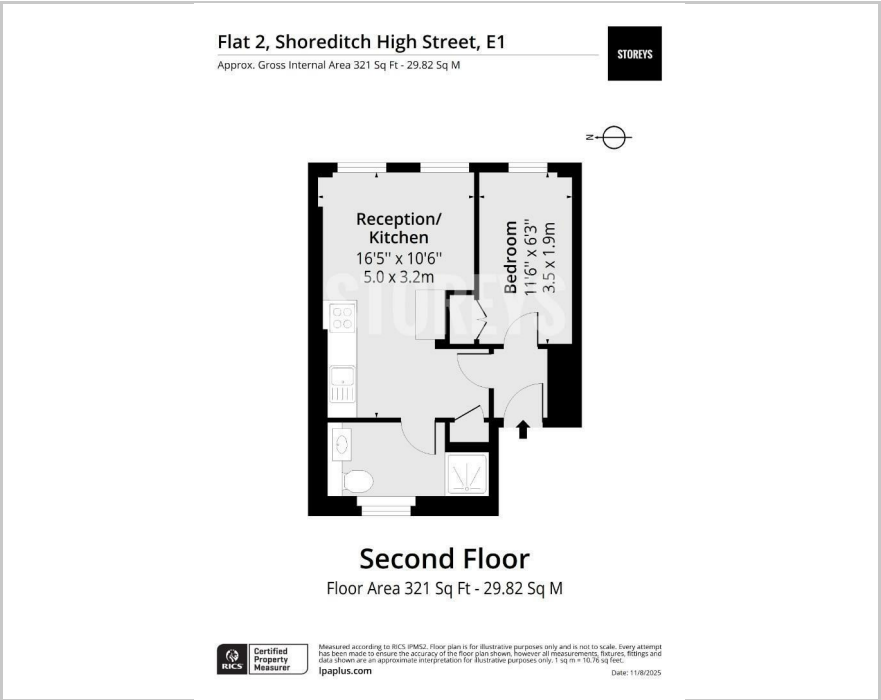 Flat 2, Shoreditch High Street, E1
Approx. Gross Internal Area 321 Sq Ft - 29.82 Sq M
STOREYS
N
Reception/
Kitchen
16'5'' x 10'6''
5.0 x 3.2m
Bedroom
11'6'' x 6'3''
3.5 x 1.9m
STOREYS
Second Floor
Floor Area 321 Sq Ft - 29.82 Sq M
RICS
Certified
Property
Measurer
Measured according to RICS IPMS2. Floor plan is for illustrative purposes only and is not to scale. Every attempt
has been made to ensure the accuracy of the floor plan shown, however all measurements, fixtures, fittings and
data shown are an approximate interpretation for illustrative purposes only. 1 sq m = 10.76 sq feet.
lpaplus.com
Date: 11/8/2025